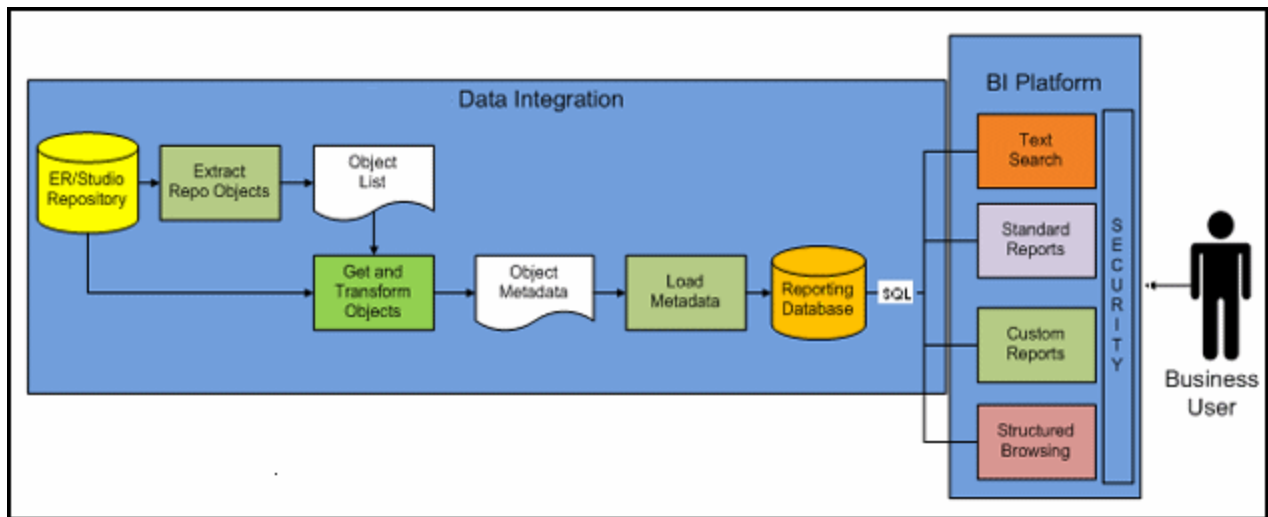 Data Integration
BI Platform
ER/Studio
Repository
Extract
Repo Objects
Object
List
Get and
Transform
Objects
Object
Metadata
Load
Metadata
Reporting
Database
SQL
Text
Search
Standard
Reports
Custom
Reports
Structured
Browsing
S
E
C
U
R
I
T
Y
Business
User